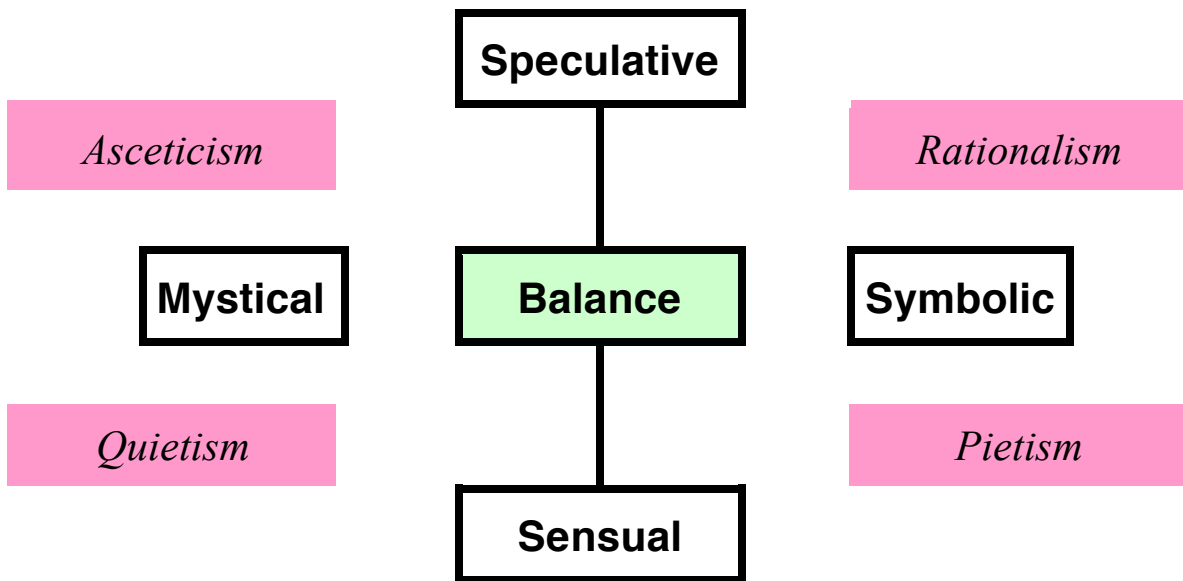 Speculative
Asceticism
Rationalism
Mystical
Balance
Symbolic
Quietism
Pietism
Sensual